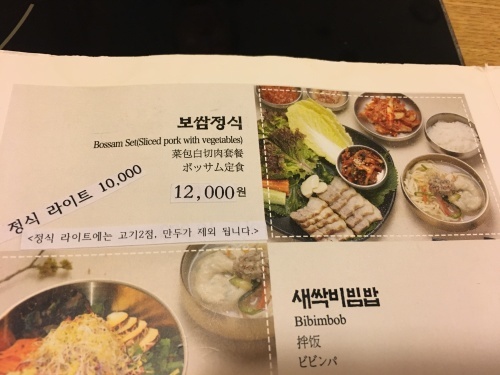 보쌈정식
Bossam Set(Sliced pork with vegetables)
菜包白切肉套餐
ボッサム定食
12,000원
정식 라이트 10,000
<정식 라이트에는 고기2점, 만두가 제외 됩니다.>
새싹비빔밥
Bibimbob
拌饭
ビビンパ